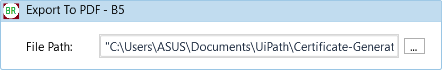 BR Export To PDF - B5
File Path: "C:\Users\ASUS\Documents\UiPath\Certificate-Generat ...